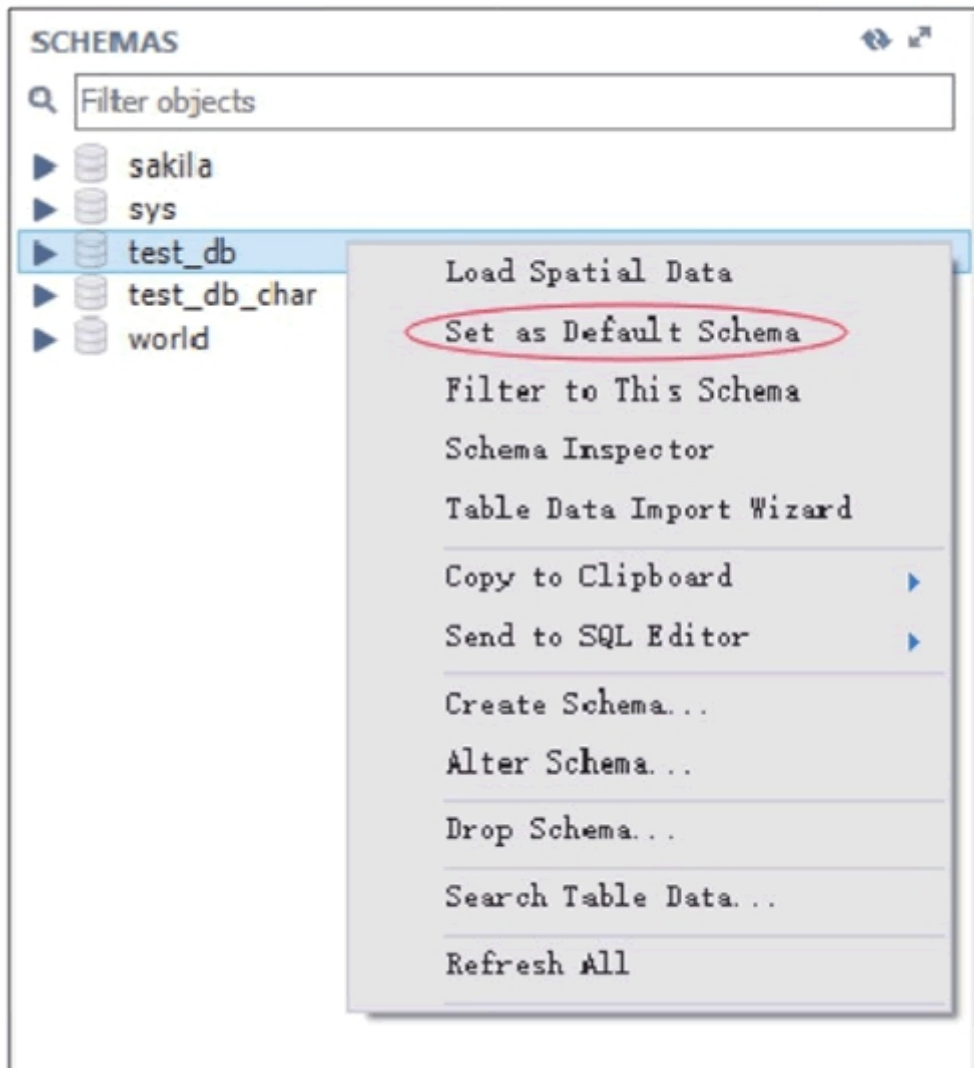 SCHEMAS
Filter objects
sakila
sys
test_db
test_db_char
world
Load Spatial Data
Set as Default Schema
Filter to This Schema
Schema Inspector
Table Data Import Wizard
Copy to Clipboard
Send to SQL Editor
Create Schema...
Alter Schema...
Drop Schema...
Search Table Data...
Refresh All